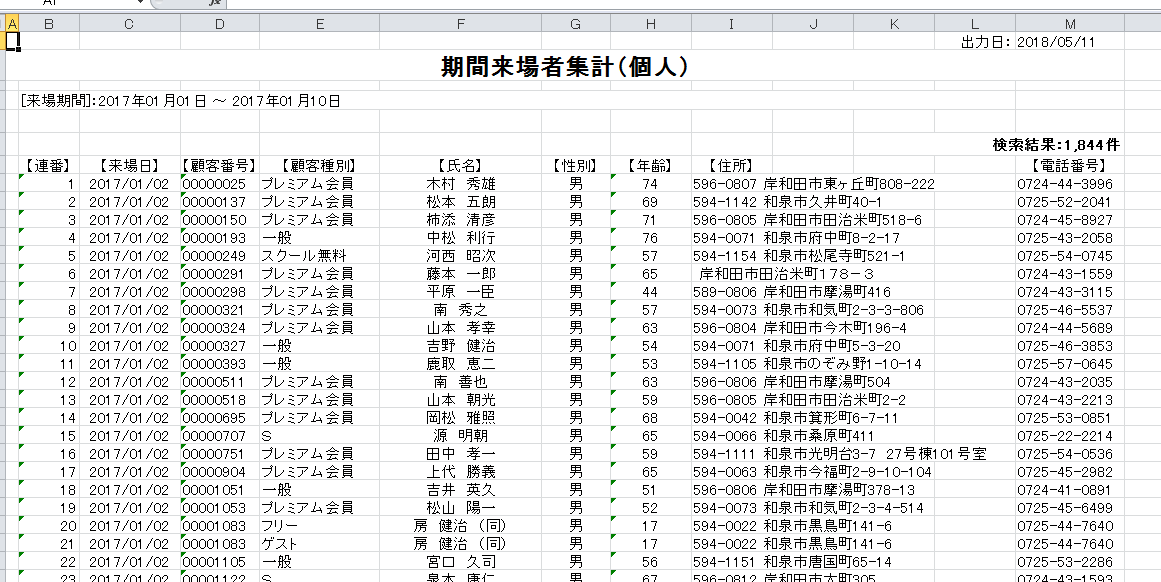 A B C D E F G H I J K L M
出力日: 2018/05/11
期間来場者集計(個人)
[来場期間]:2017年01月01日 ～ 2017年01月10日
検索結果:1,844件
【連番】 【来場日】 【顧客番号】 【顧客種別】 【氏名】 【性別】 【年齢】 【住所】 【電話番号】
1 2017/01/02 00000025 プレミアム会員 木村 秀雄 男 74 596-0807 岸和田市東ヶ丘町808-222 0724-44-3996
2 2017/01/02 00000137 プレミアム会員 松本 五朗 男 69 594-1142 和泉市久井町40-1 0725-52-2041
3 2017/01/02 00000150 プレミアム会員 柿添 清彦 男 71 596-0805 岸和田市田治米町518-6 0724-45-8927
4 2017/01/02 00000193 一般 中松 利行 男 76 594-0071 和泉市府中町8-2-17 0725-43-2058
5 2017/01/02 00000249 スクール無料 河西 昭次 男 57 594-1154 和泉市松尾寺町521-1 0725-54-0745
6 2017/01/02 00000291 プレミアム会員 藤本 一郎 男 65 岸和田市田治米町１７８－３ 0724-43-1559
7 2017/01/02 00000298 プレミアム会員 平原 一臣 男 44 589-0806 岸和田市摩湯町416 0724-43-3115
8 2017/01/02 00000321 プレミアム会員 南 秀之 男 57 594-0073 和泉市和気町2-3-3-806 0725-46-5537
9 2017/01/02 00000324 プレミアム会員 山本 孝幸 男 63 596-0804 岸和田市今木町196-4 0724-44-5689
10 2017/01/02 00000327 一般 吉野 健治 男 54 594-0071 和泉市府中町5-3-20 0725-46-3853
11 2017/01/02 00000393 一般 鹿取 恵二 男 53 594-1105 和泉市のぞみ野1-10-14 0725-57-0645
12 2017/01/02 00000511 プレミアム会員 南 善也 男 63 596-0806 岸和田市摩湯町504 0724-43-2035
13 2017/01/02 00000518 プレミアム会員 山本 朝光 男 59 596-0805 岸和田市田治米町2-2 0724-43-2213
14 2017/01/02 00000695 プレミアム会員 岡松 雅照 男 68 594-0042 和泉市箕形町6-7-11 0725-53-0851
15 2017/01/02 00000707 S 源 明朝 男 65 594-0066 和泉市桑原町411 0725-22-2214
16 2017/01/02 00000751 プレミアム会員 田中 孝一 男 59 594-1111 和泉市光明台3-7 27号棟101号室 0725-54-0536
17 2017/01/02 00000904 プレミアム会員 上代 勝義 男 65 594-0063 和泉市今福町2-9-10-104 0725-45-2982
18 2017/01/02 00001051 一般 吉井 英久 男 51 596-0806 岸和田市摩湯町378-13 0724-41-0891
19 2017/01/02 00001053 プレミアム会員 松山 陽一 男 52 594-0073 和泉市和気町2-3-4-514 0725-45-6499
20 2017/01/02 00001083 フリー 房 健治 (同) 男 17 594-0022 和泉市黒鳥町141-6 0725-44-7640
21 2017/01/02 00001083 ゲスト 房 健治 (同) 男 17 594-0022 和泉市黒鳥町141-6 0725-44-7640
22 2017/01/02 00001105 一般 宮口 久司 男 56 594-1151 和泉市唐国町65-14 0725-53-2286
23 2017/01/02 00001122 S 男 67 596-0812 岸和田市大町305 0724-43-1593